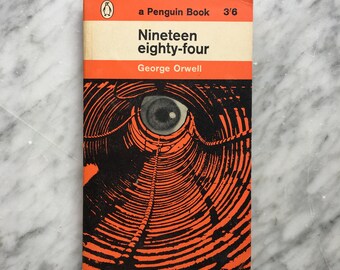 a Penguin Book 3'6
Nineteen
eighty-four
George Orwell